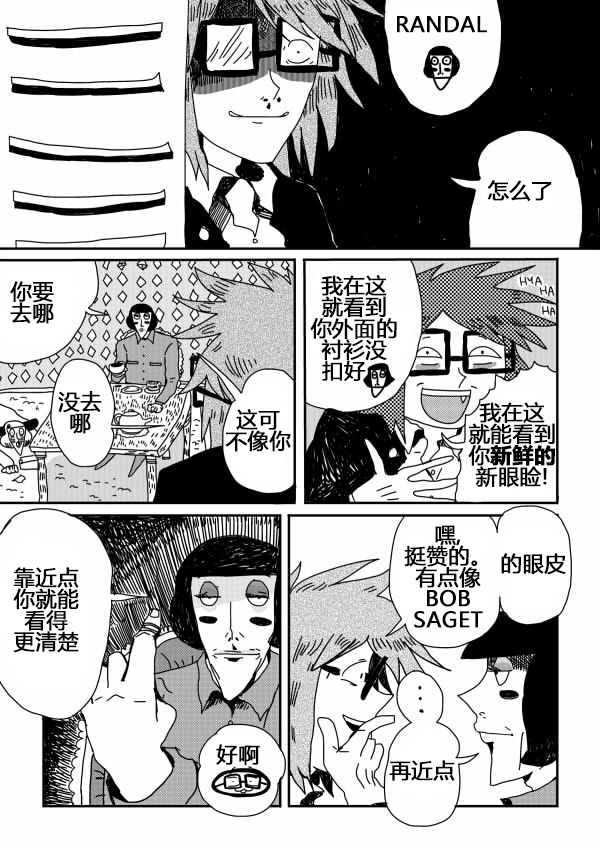 RANDAL
怎么了
你要
去哪
没去
哪
这可
不像你
我在这
就看到
你外面的
衬衫没
扣好
HYA
HA
HA
我在这
就能看到
你新鲜的
新眼睑!
靠近点
你就能
看得
更清楚
好啊
嘿,
挺赞的。
有点像
BOB
SAGET
的眼皮
...
再近点